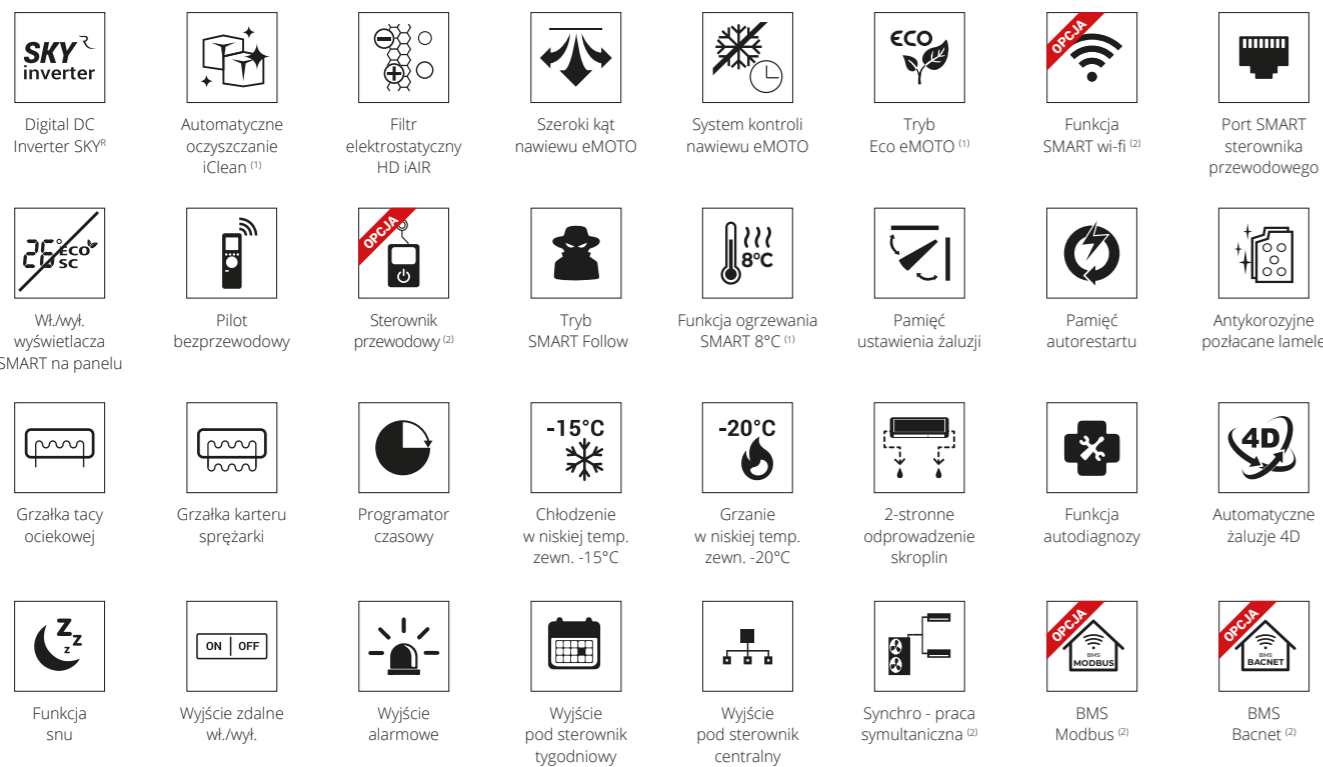 SKY R
inverter
Digital DC
Inverter SKYᴿ
Automatyczne
oczyszczanie
iClean (1)
Filtr
elektrostatyczny
HD iAIR
Szeroki kąt
nawiewu eMOTO
System kontroli
nawiewu eMOTO
ECO
Tryb
Eco eMOTO (1)
OPCJA
Funkcja
SMART wi-fi (2)
Port SMART
sterownika
przewodowego
26° ECO
SC
Wł./wył.
wyświetlacza
SMART na panelu
Pilot
bezprzewodowy
OPCJA
Sterownik
przewodowy (2)
Tryb
SMART Follow
8°C
Funkcja ogrzewania
SMART 8°C (1)
Pamięć
ustawienia żaluzji
Pamięć
autorestartu
Antykorozyjne
pozłacane lamele
Grzałka tacy
ociekowej
Grzałka karteru
sprężarki
Programator
czasowy
-15°C
Chłodzenie
w niskiej temp.
zewn. -15°C
-20°C
Grzanie
w niskiej temp.
zewn. -20°C
2-stronne
odprowadzenie
skroplin
Funkcja
autodiagnozy
4D
Automatyczne
żaluzje 4D
Z z z
Funkcja
snu
ON | OFF
Wyjście zdalne
wł./wył.
Wyjście
alarmowe
Wyjście
pod sterownik
tygodniowy
Wyjście
pod sterownik
centralny
Synchro - praca
symultaniczna (2)
OPCJA
BMS
MODBUS
BMS
Modbus (2)
OPCJA
BMS
BACNET
BMS
Bacnet (2)